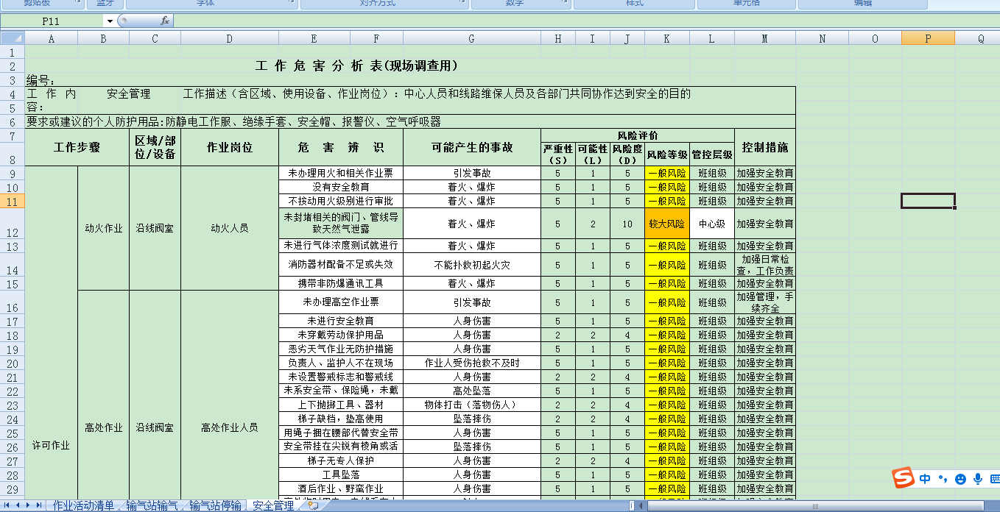 剪贴板 蓝牙 字体 对齐方式 数字 样式 单元格 编辑
P11 fx
A B C D E F G H I J K L M N O P Q
1
2 工 作 危 害 分 析 表(现场调查用)
3 编号:
4 工 作 内 安全管理 工作描述（含区域、使用设备、作业岗位）：中心人员和线路维保人员及各部门共同协作达到安全的目的
5 容：
6 要求或建议的个人防护用品:防静电工作服、绝缘手套、安全帽、报警仪、空气呼吸器
7 工作步骤 区域/部位/设备 作业岗位 危 害 辨 识 可能产生的事故 风险评价 控制措施
8 严重性（S） 可能性（L） 风险度（D） 风险等级 管控层级
9 未办理用火和相关作业票 引发事故 5 1 5 一般风险 班组级 加强安全教育
10 没有安全教育 着火、爆炸 5 1 5 一般风险 班组级 加强安全教育
11 不按动用火级别进行审批 着火、爆炸 5 1 5 一般风险 班组级 加强安全教育
12 动火作业 沿线阀室 动火人员 未封堵相关的阀门、管线导致天然气泄露 着火、爆炸 5 2 10 较大风险 中心级 加强安全教育
13 未进行气体浓度测试就进行 着火、爆炸 5 1 5 一般风险 班组级 加强安全教育
14 消防器材配备不足或失效 不能扑救初起火灾 5 1 5 一般风险 班组级 加强日常检查，工作负责
15 携带非防爆通讯工具 着火、爆炸 5 1 5 一般风险 班组级 加强安全教育
16 未办理高空作业票 引发事故 5 1 5 一般风险 班组级 加强管理，手续齐全
17 未进行安全教育 人身伤害 5 1 5 一般风险 班组级 加强安全教育
18 未穿戴劳动保护用品 人身伤害 2 2 4 一般风险 班组级 加强安全教育
19 恶劣天气作业无防护措施 人身伤害 5 1 5 一般风险 班组级 加强安全教育
20 负责人、监护人不在现场 作业人受伤抢救不及时 5 1 5 一般风险 班组级 加强安全教育
21 未设置警戒标志和警戒线 人身伤害 2 2 4 一般风险 班组级 加强安全教育
22 未系安全带、保险绳，未戴 高处坠落 5 1 5 一般风险 班组级 加强安全教育
23 上下抛掷工具、器材 物体打击（落物伤人） 2 2 4 一般风险 班组级 加强安全教育
24 梯子缺档，垫高使用 坠落摔伤 2 2 4 一般风险 班组级 加强安全教育
25 高处作业 沿线阀室 高处作业人员 用绳子捆在腰部代替安全带 人身伤害 5 1 5 一般风险 班组级 加强安全教育
26 许可作业 安全带挂在尖锐有棱角或活 坠落摔伤 5 1 5 一般风险 班组级 加强安全教育
27 梯子无专人保护 人身伤害 2 2 4 一般风险 班组级 加强安全教育
28 工具坠落 人身伤害 5 1 5 一般风险 班组级 加强安全教育
29 酒后作业、野蛮作业 人身伤害 5 1 5 一般风险 班组级 加强安全教育
S 中
作业活动清单 输气站输气 输气站停输 安全管理